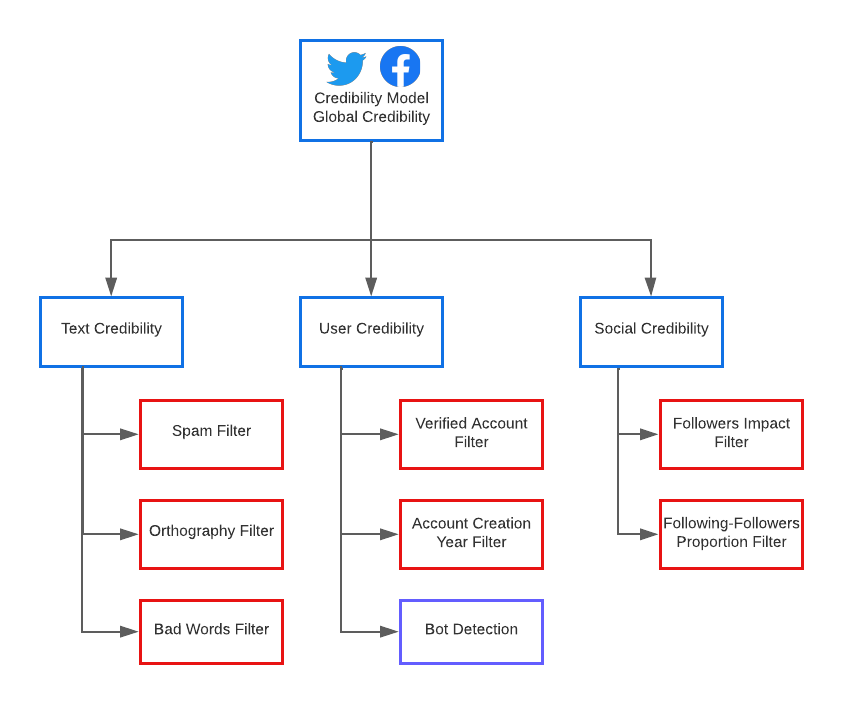 Credibility Model
Global Credibility
Text Credibility
User Credibility
Social Credibility
Spam Filter
Verified Account
Filter
Followers Impact
Filter
Orthography Filter
Account Creation
Year Filter
Following-Followers
Proportion Filter
Bad Words Filter
Bot Detection